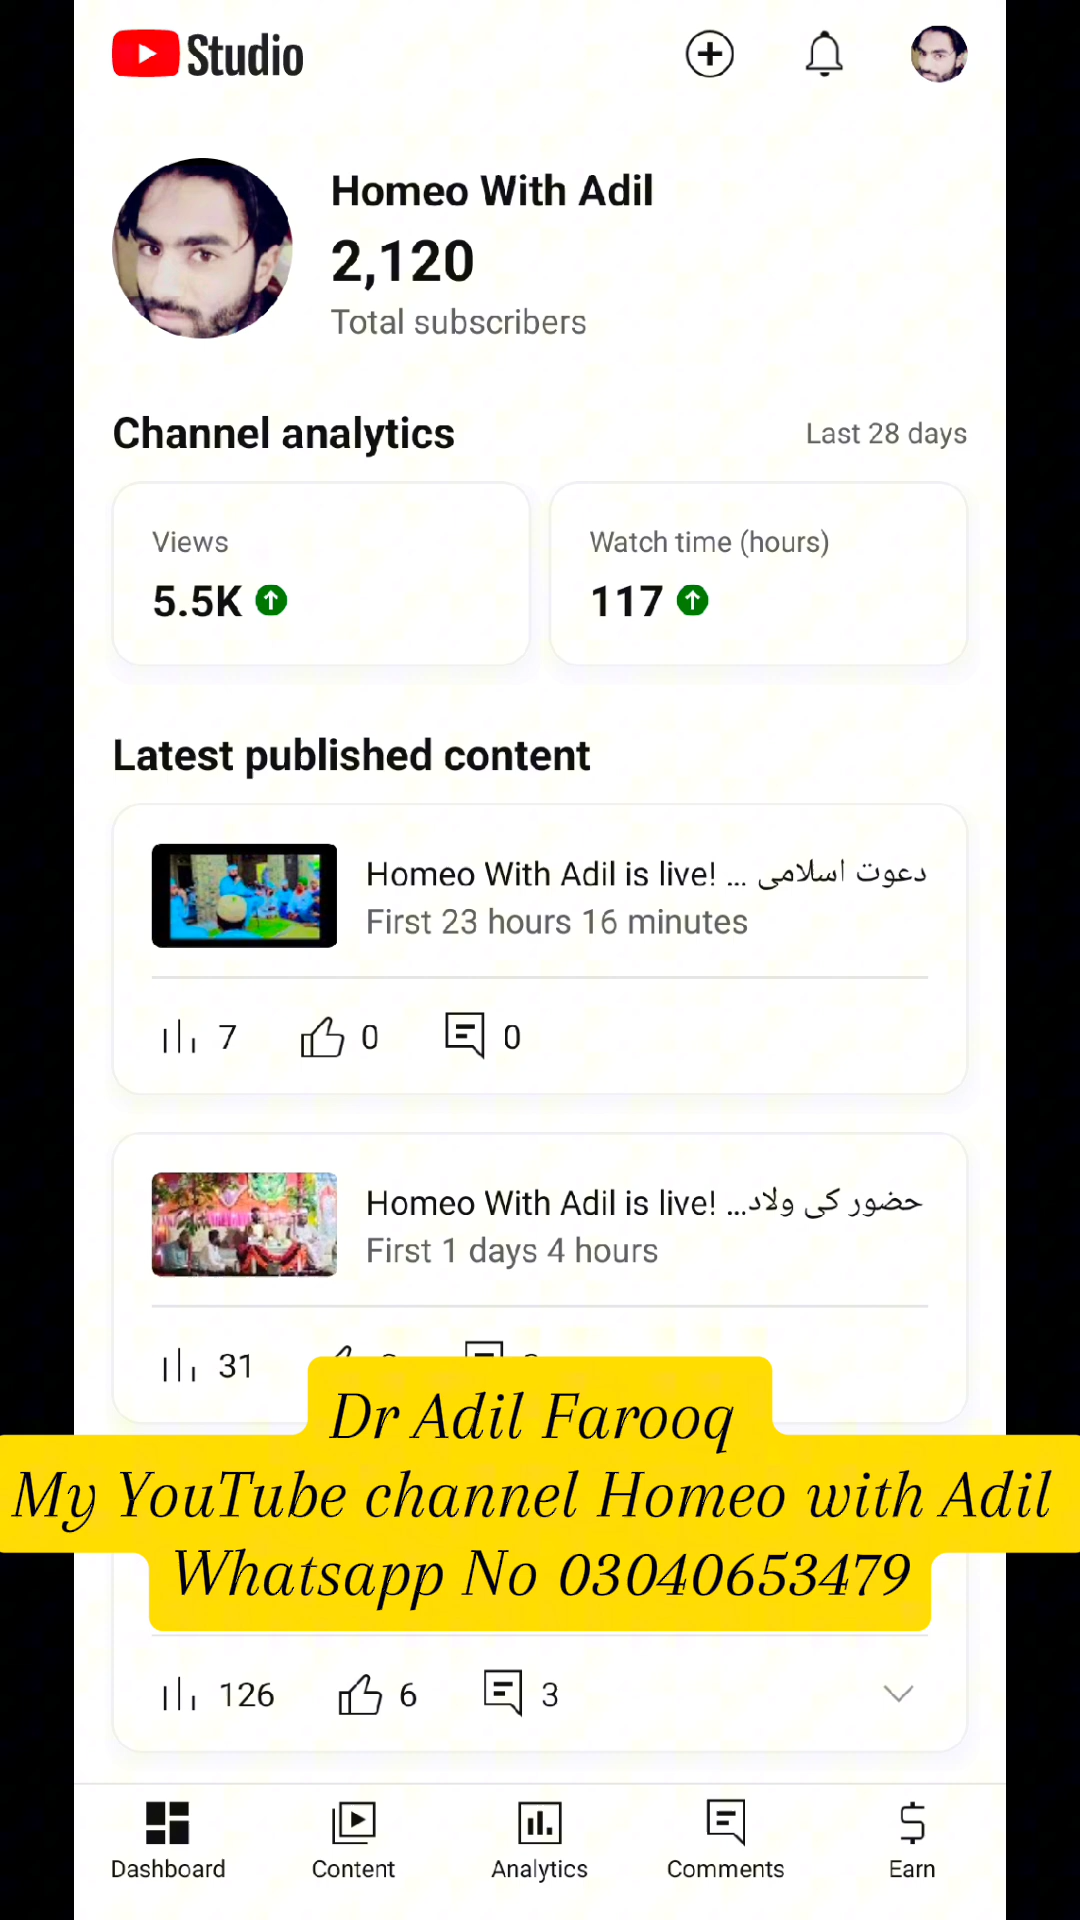 Studio
Homeo With Adil
2,120
Total subscribers
Channel analytics
Last 28 days
Views
Watch time (hours)
5.5K
117
Latest published content
Homeo With Adil is live! ... دعوت اسلامی
First 23 hours 16 minutes
7 0 0
Homeo With Adil is live! ...حضور کی ولاد
First 1 days 4 hours
31
Dr Adil Farooq
My YouTube channel Homeo with Adil
Whatsapp No 03040653479
126 6 3
Dashboard Content Analytics Comments Earn